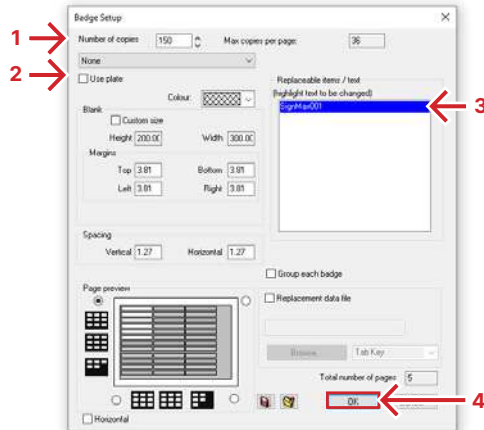 Badge Setup
1
Number of copies 150 Max copies per page: 36
None
2
Use plate
Replaceable items / text
Colour:
(highlight text to be changed)
Blank
SignMax001
3
Custom size
Height 200.0( Width 300.0(
Margins
Top 3.81 Bottom 3.81
Left 3.81 Right 3.81
Spacing
Vertical 1.27 Horizontal 1.27
Group each badge
Page preview
Replacement data file
Browse... Tab Key
Total number of pages 5
OK
4
Horizontal